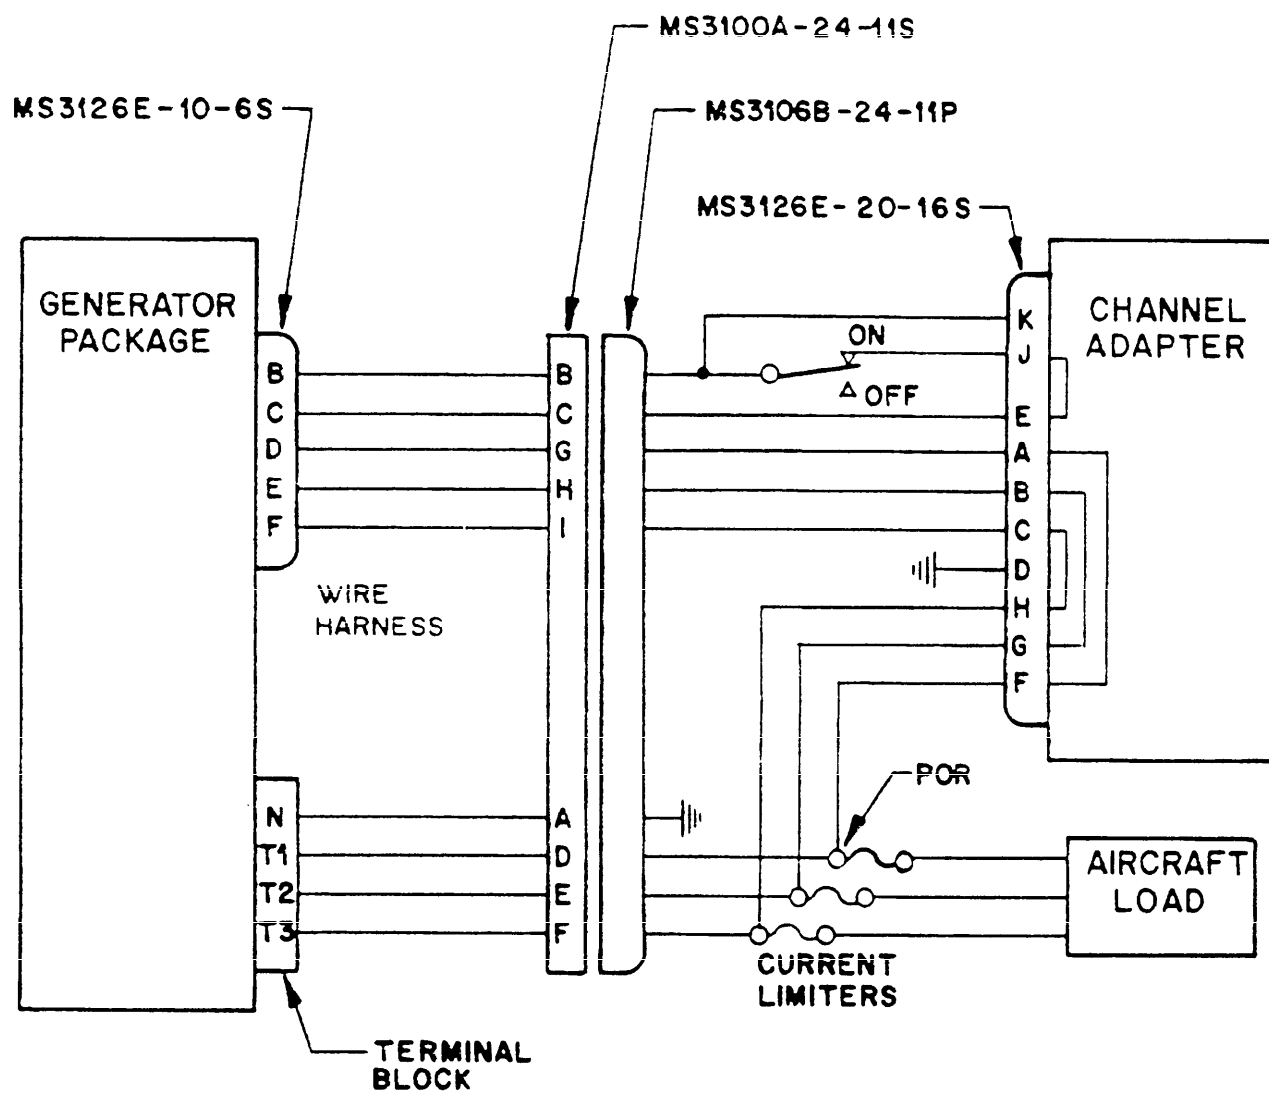 MS3100A-24-11S
MS3126E-10-6S
MS3106B-24-11P
MS3126E-20-16S
GENERATOR
PACKAGE
CHANNEL
ADAPTER
K
ON
J
B
B
OFF
C
C
E
D
G
A
E
H
B
F
I
C
D
WIRE
HARNESS
H
G
F
POR
N
A
T1
D
T2
E
T3
F
AIRCRAFT
LOAD
CURRENT
LIMITERS
TERMINAL
BLOCK